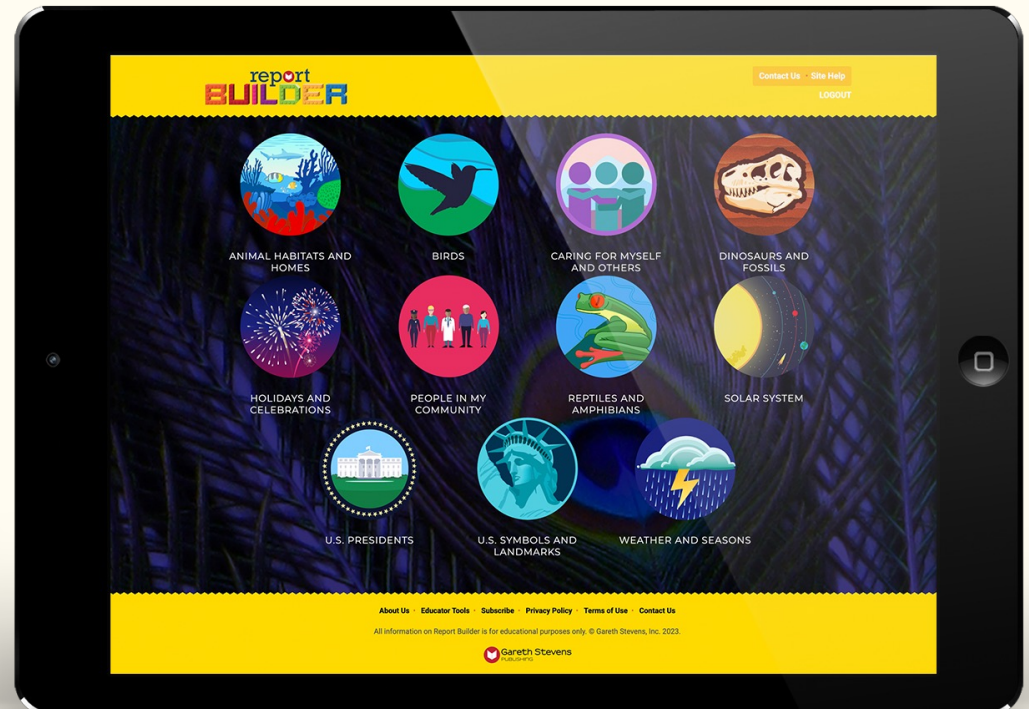 report
BUILDER
Contact Us · Site Help
LOGOUT
ANIMAL HABITATS AND
HOMES
BIRDS
CARING FOR MYSELF
AND OTHERS
DINOSAURS AND
FOSSILS
HOLIDAYS AND
CELEBRATIONS
PEOPLE IN MY
COMMUNITY
REPTILES AND
AMPHIBIANS
SOLAR SYSTEM
U.S. PRESIDENTS
U.S. SYMBOLS AND
LANDMARKS
WEATHER AND SEASONS
About Us · Educator Tools · Subscribe · Privacy Policy · Terms of Use · Contact Us
All information on Report Builder is for educational purposes only. © Gareth Stevens, Inc. 2023.
Gareth Stevens
PUBLISHING